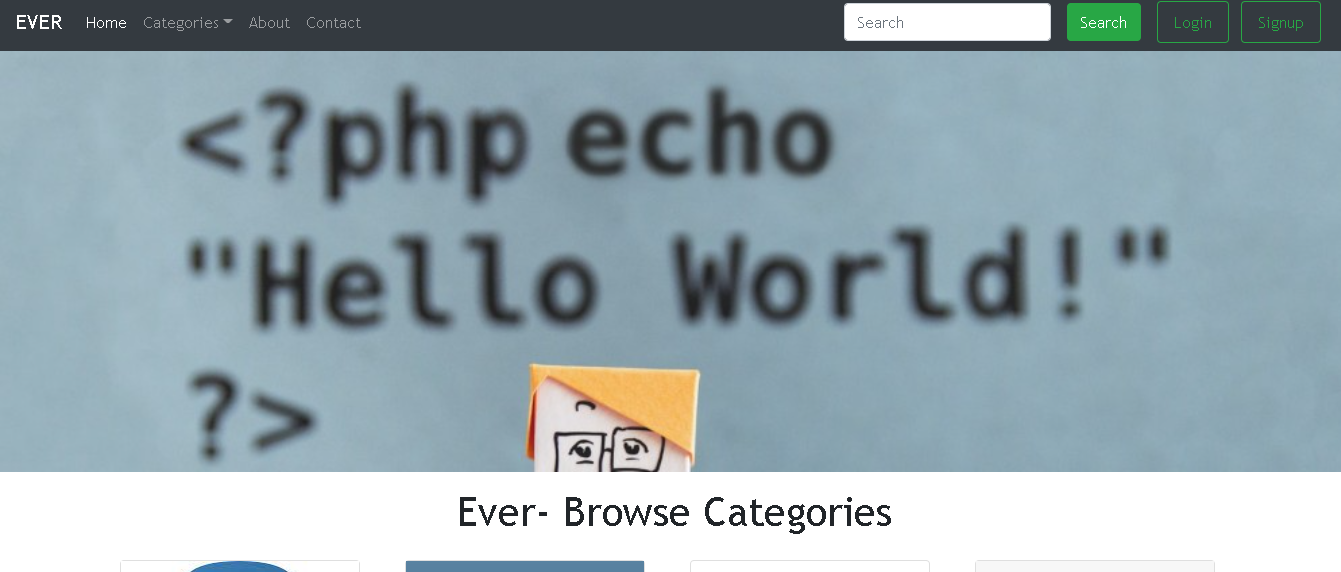 EVER Home Categories About Contact Search Search Login Signup
<?php echo
"Hello World!"
?>
Ever- Browse Categories